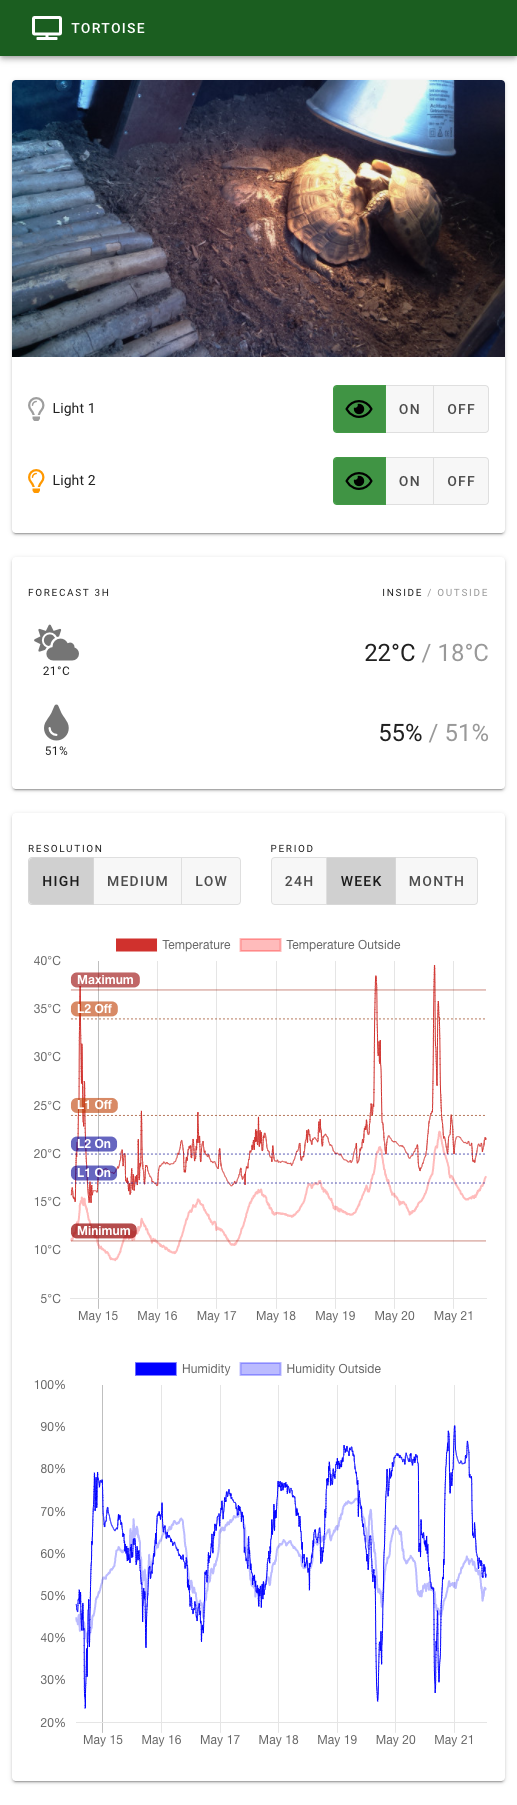 TORTOISE
Light 1 ON OFF
Light 2 ON OFF
FORECAST 3H INSIDE / OUTSIDE
21°C 22°C / 18°C
51% 55% / 51%
RESOLUTION PERIOD
HIGH MEDIUM LOW 24H WEEK MONTH
Temperature Temperature Outside
40°C
Maximum
35°C L2 Off
30°C
25°C L1 Off
L2 On
20°C
L1 On
15°C
Minimum
10°C
5°C
May 15 May 16 May 17 May 18 May 19 May 20 May 21
Humidity Humidity Outside
100%
90%
80%
70%
60%
50%
40%
30%
20%
May 15 May 16 May 17 May 18 May 19 May 20 May 21